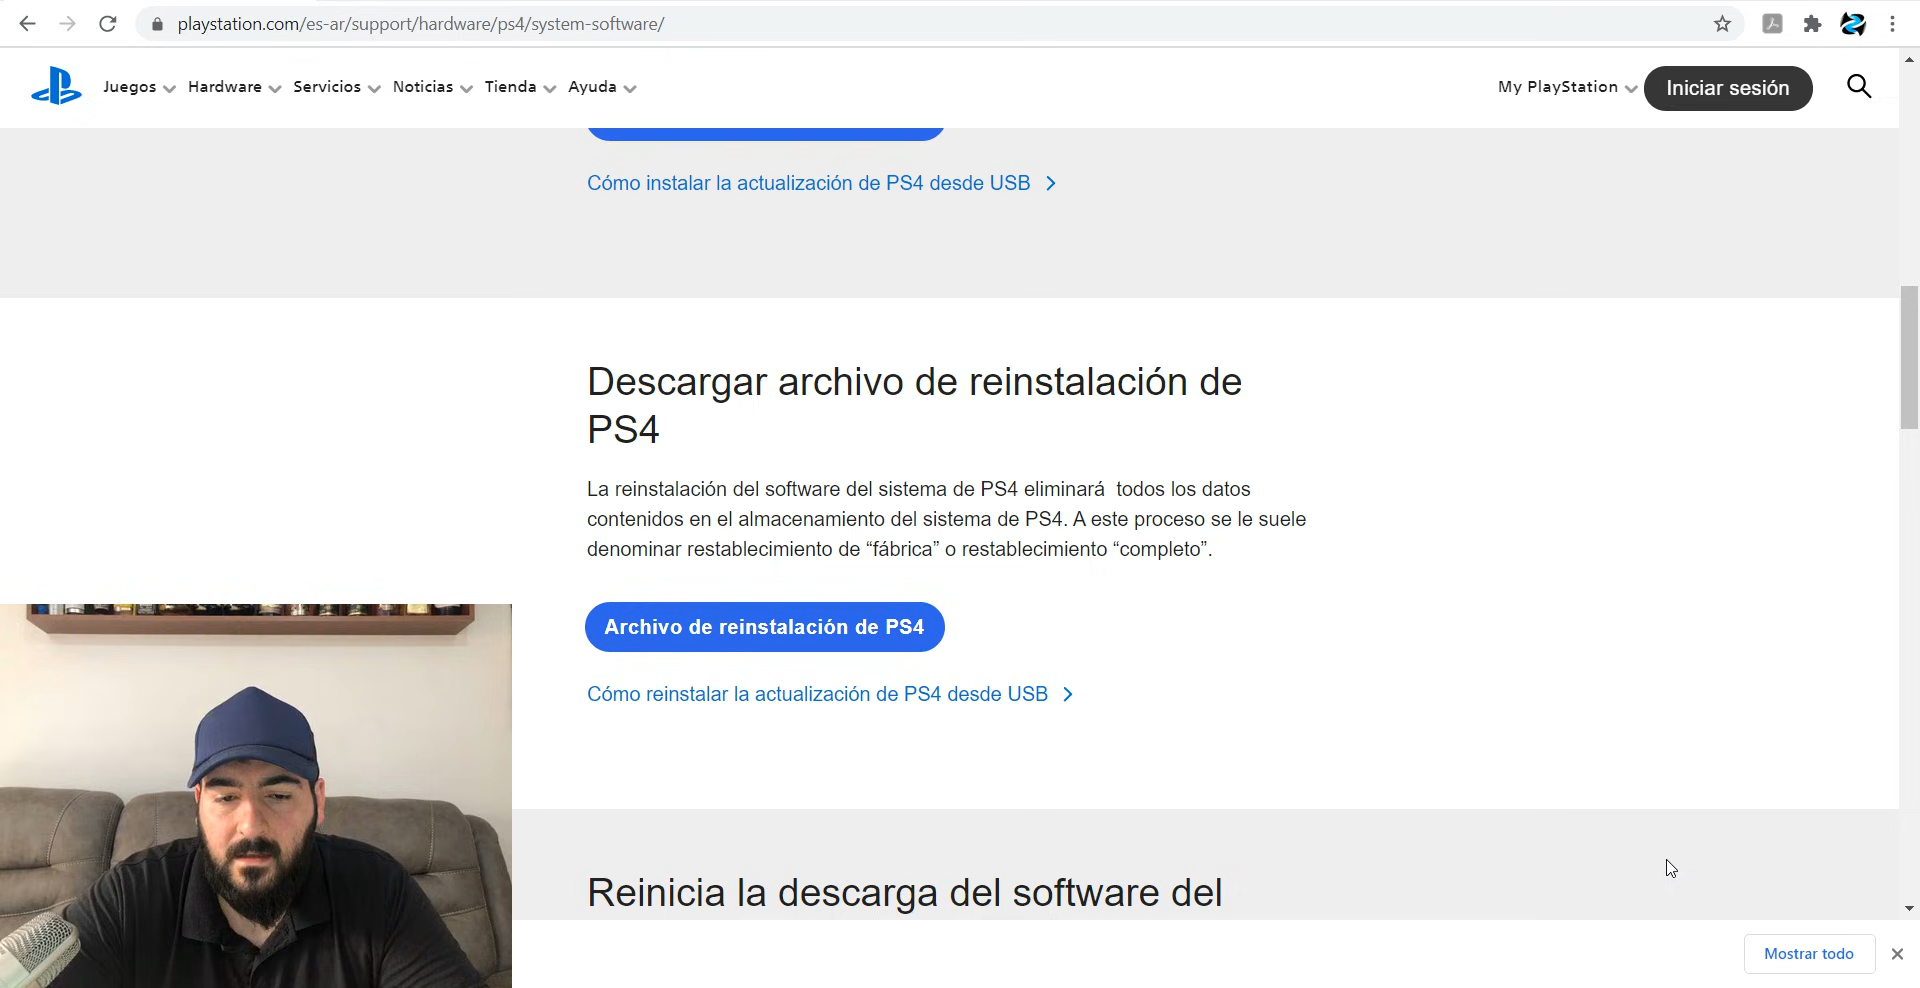 playstation.com/es-ar/support/hardware/ps4/system-software/
Juegos Hardware Servicios Noticias Tienda Ayuda My PlayStation Iniciar sesión
Cómo instalar la actualización de PS4 desde USB
Descargar archivo de reinstalación de
PS4
La reinstalación del software del sistema de PS4 eliminará todos los datos
contenidos en el almacenamiento del sistema de PS4. A este proceso se le suele
denominar restablecimiento de “fábrica” o restablecimiento “completo”.
Archivo de reinstalación de PS4
Cómo reinstalar la actualización de PS4 desde USB
Reinicia la descarga del software del
Mostrar todo